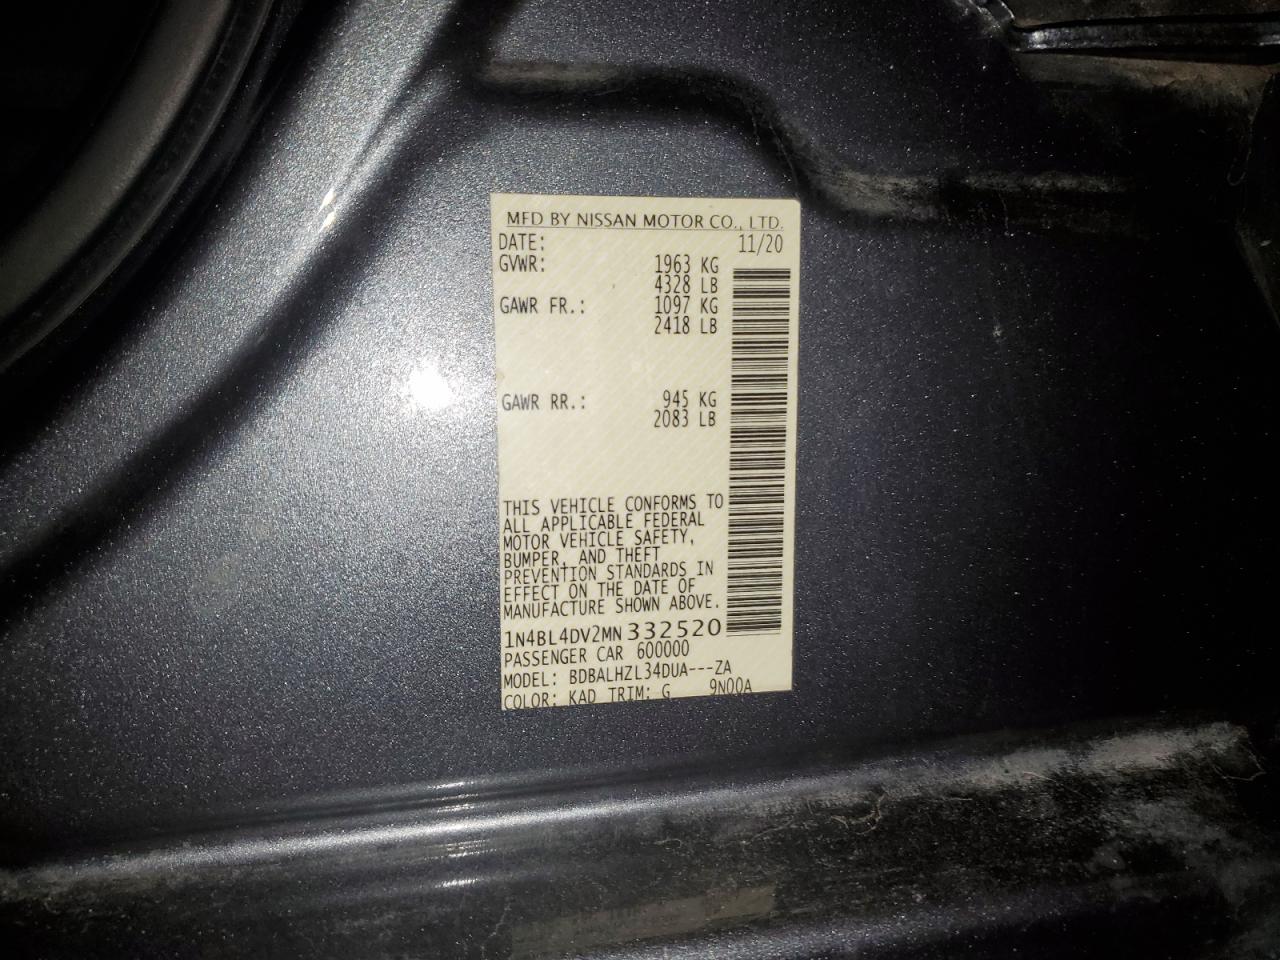 MFD BY NISSAN MOTOR CO., LTD.
DATE: 11/20
GVWR: 1963 KG
4328 LB
GAWR FR.: 1097 KG
2418 LB
GAWR RR.: 945 KG
2083 LB
THIS VEHICLE CONFORMS TO
ALL APPLICABLE FEDERAL
MOTOR VEHICLE SAFETY,
BUMPER, AND THEFT
PREVENTION STANDARDS IN
EFFECT ON THE DATE OF
MANUFACTURE SHOWN ABOVE.
1N4BL4DV2MN332520
PASSENGER CAR 600000
MODEL: BDBALHZL34DUA---ZA
COLOR: KAD TRIM: G 9N00A